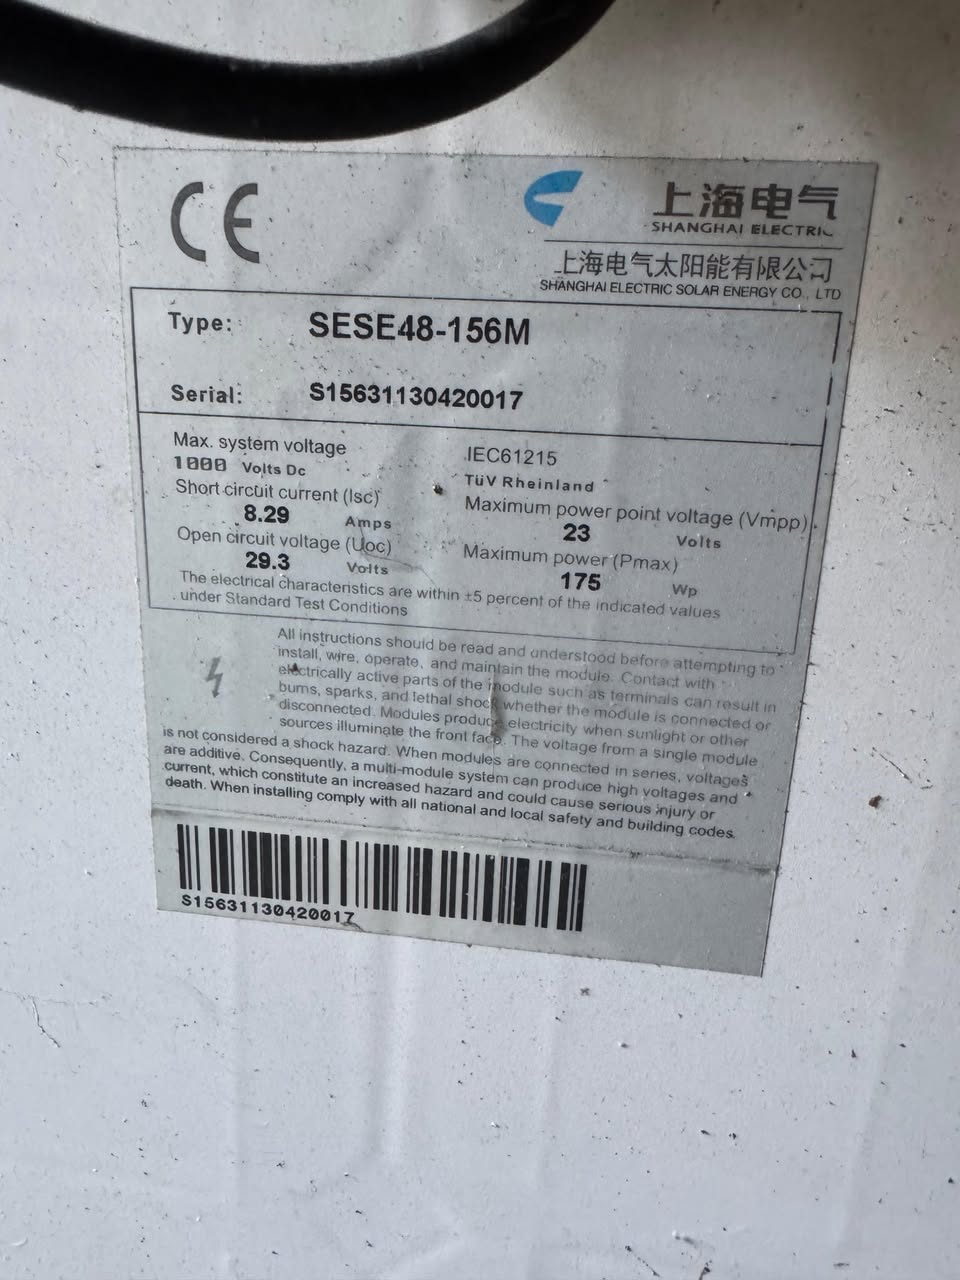 CE
上海电气
SHANGHAI ELECTRIC
上海电气太阳能有限公司
SHANGHAI ELECTRIC SOLAR ENERGY CO., LTD
Type: SESE48-156M
Serial: S15631130420017
Max. system voltage
1000 Volts Dc
Short circuit current (Isc)
8.29 Amps
Open circuit voltage (Uoc)
29.3 Volts
IEC61215
TüV Rheinland
Maximum power point voltage (Vmpp)
23 Volts
Maximum power (Pmax)
175 Wp
The electrical characteristics are within ±5 percent of the indicated values
under Standard Test Conditions
All instructions should be read and understood before attempting to
install, wire, operate, and maintain the module. Contact with
electrically active parts of the module such as terminals can result in
burns, sparks, and lethal shock whether the module is connected or
disconnected. Modules produce electricity when sunlight or other
sources illuminate the front face. The voltage from a single module
is not considered a shock hazard. When modules are connected in series, voltages
are additive. Consequently, a multi-module system can produce high voltages and
current, which constitute an increased hazard and could cause serious injury or
death. When installing comply with all national and local safety and building codes.
S15631130420017